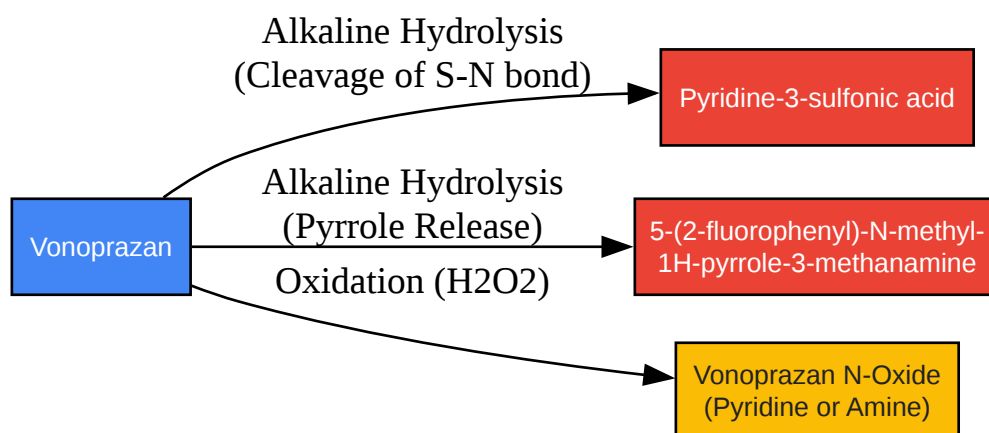 Alkaline Hydrolysis
(Cleavage of S-N bond)
Pyridine-3-sulfonic acid
Alkaline Hydrolysis
(Pyrrole Release)
Vonoprazan
5-(2-fluorophenyl)-N-methyl-
1H-pyrrole-3-methanamine
Oxidation (H2O2)
Vonoprazan N-Oxide
(Pyridine or Amine)